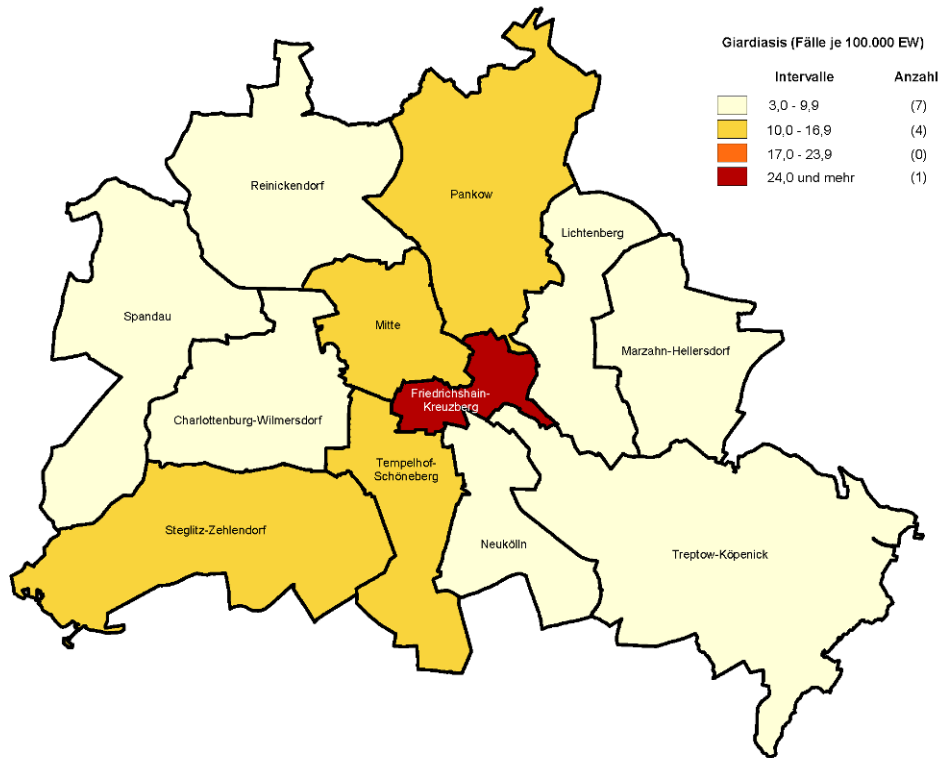 Giardiasis (Fälle je 100.000 EW)
Intervalle Anzahl
3,0 - 9,9 (7)
10,0 - 16,9 (4)
17,0 - 23,9 (0)
24,0 und mehr (1)
Reinickendorf
Pankow
Lichtenberg
Spandau
Mitte
Marzahn-Hellersdorf
Friedrichshain-
Kreuzberg
Charlottenburg-Wilmersdorf
Tempelhof-
Schöneberg
Steglitz-Zehlendorf
Neukölln
Treptow-Köpenick